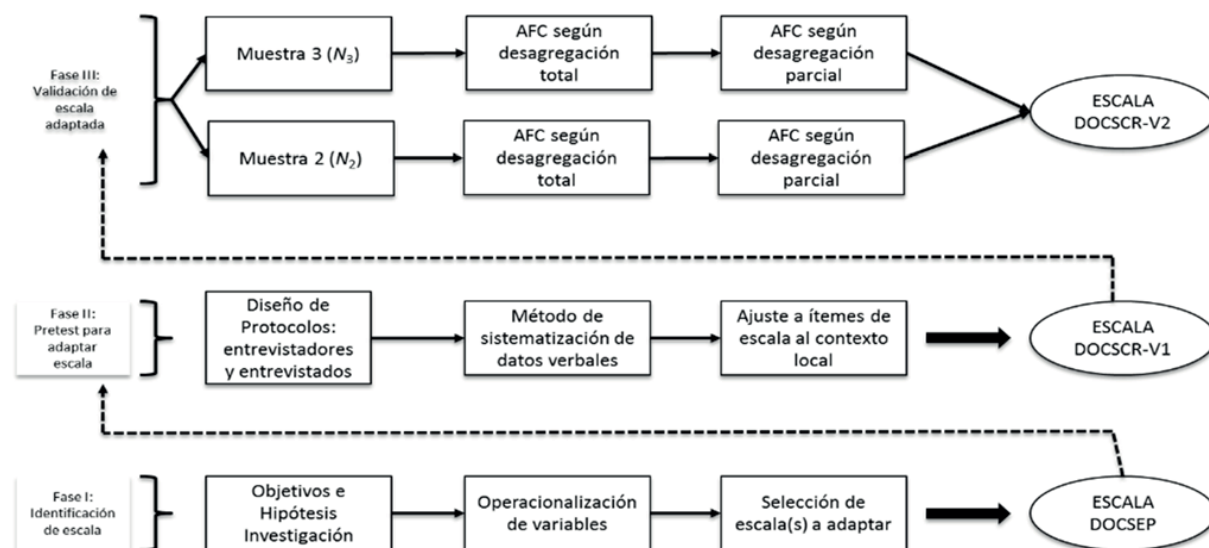 Fase III:
Validación de
escala
adaptada
Muestra 3 (N₃)
AFC según
desagregación
total
AFC según
desagregación
parcial
Muestra 2 (N₂)
AFC según
desagregación
total
AFC según
desagregación
parcial
ESCALA
DOCSCR-V2
Fase II:
Pretest para
adaptar
escala
Diseño de
Protocolos:
entrevistadores
y entrevistados
Método de
sistematización de
datos verbales
Ajuste a ítemes de
escala al contexto
local
ESCALA
DOCSCR-V1
Fase I:
Identificación
de escala
Objetivos e
Hipótesis
Investigación
Operacionalización
de variables
Selección de
escala(s) a adaptar
ESCALA
DOCSEP